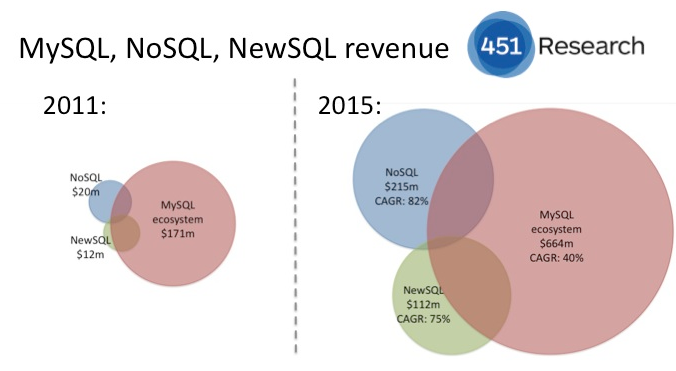 MySQL, NoSQL, NewSQL revenue
451 Research
2011:
NoSQL
$20m
MySQL
ecosystem
$171m
NewSQL
$12m
2015:
NoSQL
$215m
CAGR: 82%
MySQL
ecosystem
$664m
CAGR: 40%
NewSQL
$112m
CAGR: 75%